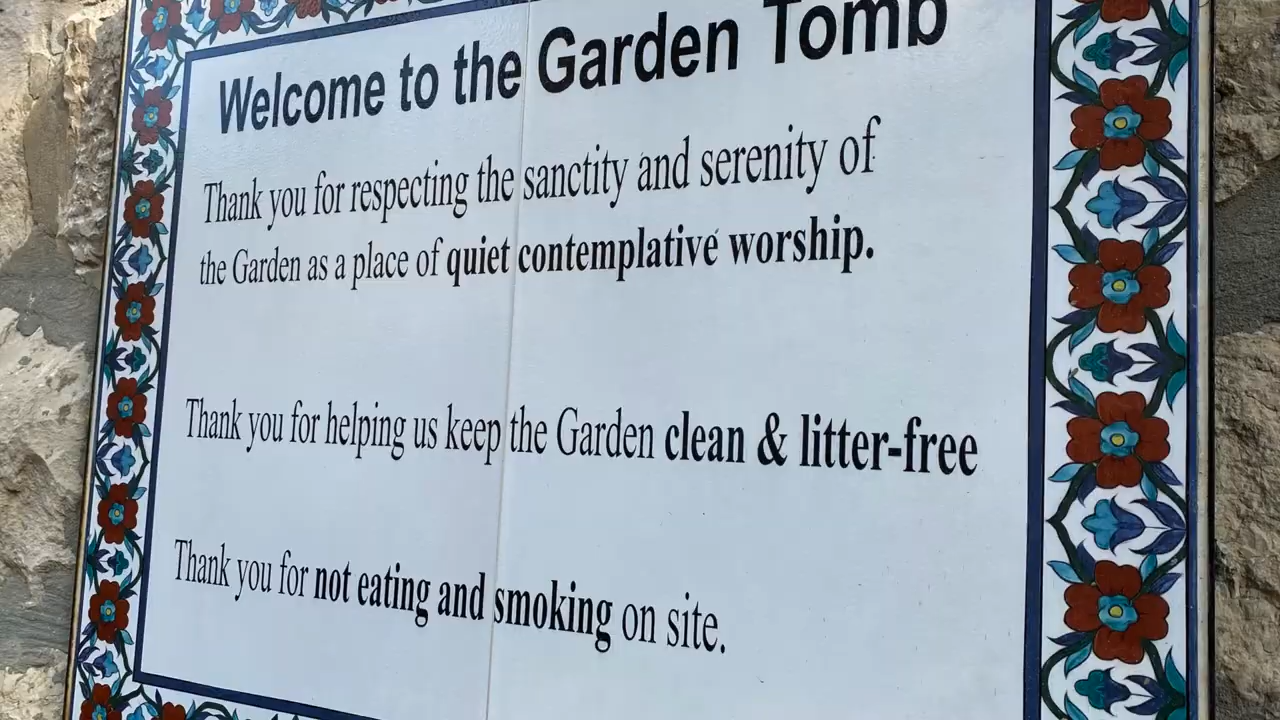 Welcome to the Garden Tomb
Thank you for respecting the sanctity and serenity of
the Garden as a place of quiet contemplative worship.
Thank you for helping us keep the Garden clean & litter-free
Thank you for not eating and smoking on site.